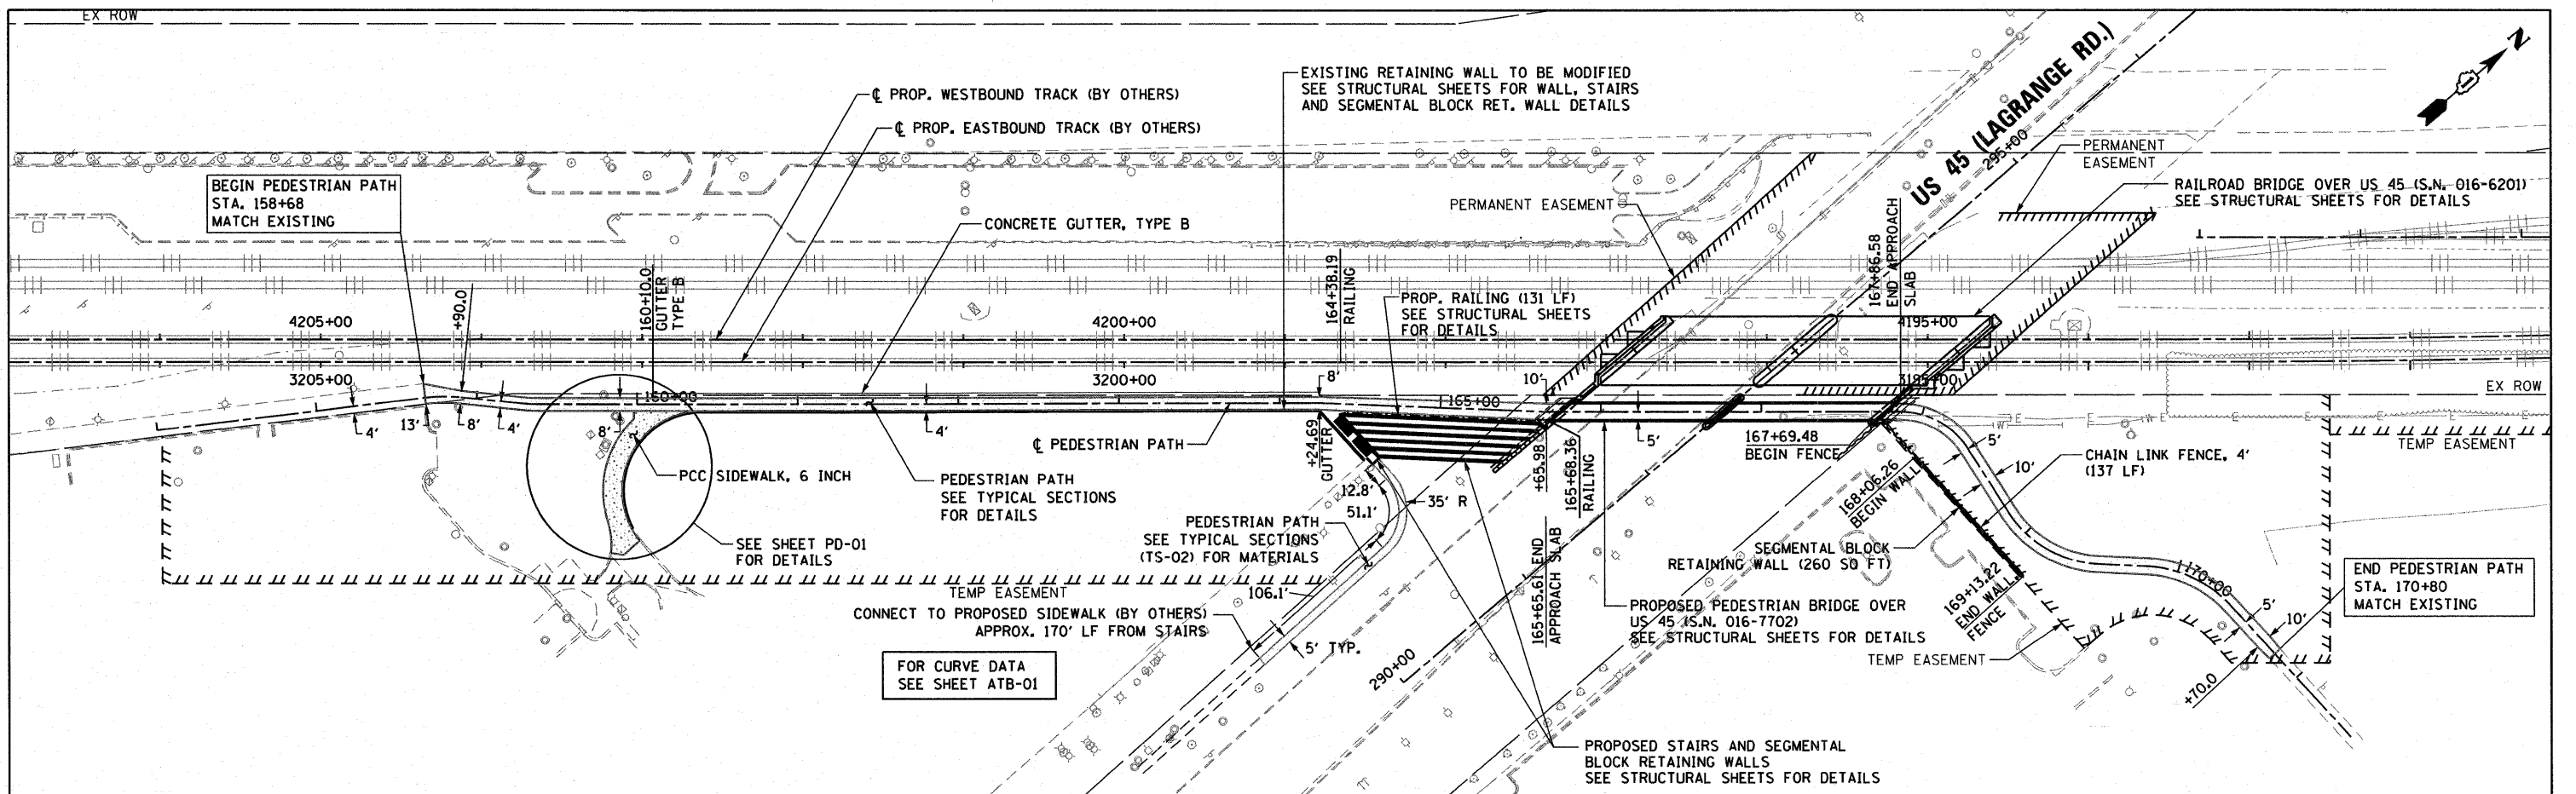 EX ROW
N
US 45 (LAGRANGE RD.)
295+00
℄ PROP. WESTBOUND TRACK (BY OTHERS)
℄ PROP. EASTBOUND TRACK (BY OTHERS)
EXISTING RETAINING WALL TO BE MODIFIED
SEE STRUCTURAL SHEETS FOR WALL, STAIRS
AND SEGMENTAL BLOCK RET. WALL DETAILS
PERMANENT
EASEMENT
RAILROAD BRIDGE OVER US 45 (S.N. 016-6201)
SEE STRUCTURAL SHEETS FOR DETAILS
BEGIN PEDESTRIAN PATH
STA. 158+68
MATCH EXISTING
PERMANENT EASEMENT
CONCRETE GUTTER, TYPE B
+90.0
160+10.0
GUTTER
TYPE B
164+38.19
RAILING
167+86.58
END APPROACH
SLAB
PROP. RAILING (131 LF)
SEE STRUCTURAL SHEETS
FOR DETAILS
4205+00
4200+00
4195+00
3205+00
3200+00
3195+00
EX ROW
160+00
165+00
8'
10'
4'
13'
8'
4'
8'
4'
5'
℄ PEDESTRIAN PATH
+24.69
GUTTER
+65.98
165+68.36
RAILING
167+69.48
BEGIN FENCE
5'
10'
TEMP EASEMENT
CHAIN LINK FENCE, 4'
(137 LF)
PCC SIDEWALK, 6 INCH
PEDESTRIAN PATH
SEE TYPICAL SECTIONS
FOR DETAILS
12.8'
51.1'
35' R
168+06.26
BEGIN WALL
PEDESTRIAN PATH
SEE TYPICAL SECTIONS
(TS-02) FOR MATERIALS
165+65.61 END
APPROACH SLAB
SEGMENTAL BLOCK
RETAINING WALL (260 SQ FT)
SEE SHEET PD-01
FOR DETAILS
TEMP EASEMENT
106.1'
CONNECT TO PROPOSED SIDEWALK (BY OTHERS)
APPROX. 170' LF FROM STAIRS
5' TYP.
PROPOSED PEDESTRIAN BRIDGE OVER
US 45 (S.N. 016-7702)
SEE STRUCTURAL SHEETS FOR DETAILS
169+13.22
END WALL
FENCE
170+00
END PEDESTRIAN PATH
STA. 170+80
MATCH EXISTING
5'
10'
TEMP EASEMENT
+70.0
FOR CURVE DATA
SEE SHEET ATB-01
290+00
PROPOSED STAIRS AND SEGMENTAL
BLOCK RETAINING WALLS
SEE STRUCTURAL SHEETS FOR DETAILS